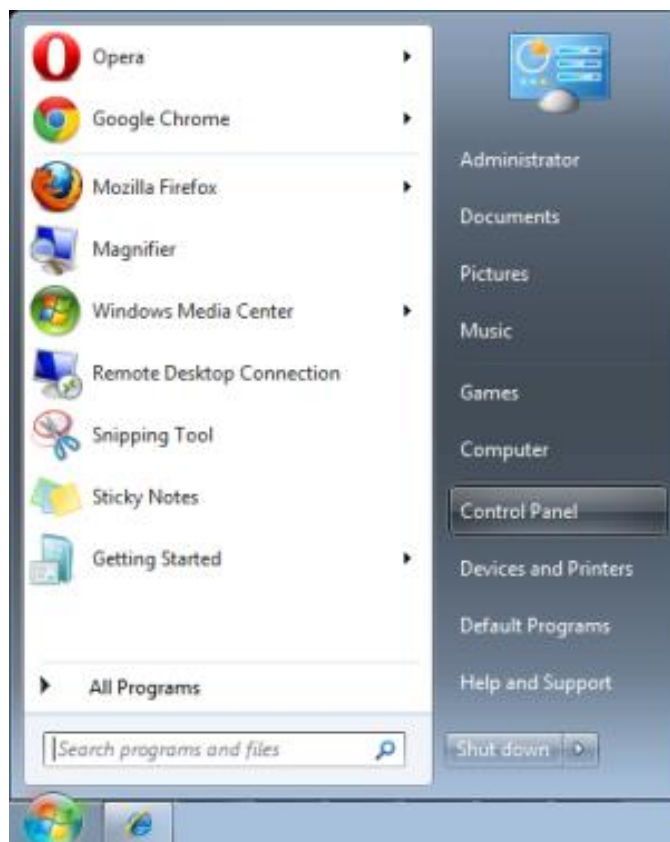 Opera
Google Chrome
Mozilla Firefox
Magnifier
Windows Media Center
Remote Desktop Connection
Snipping Tool
Sticky Notes
Getting Started
All Programs
Search programs and files
Administrator
Documents
Pictures
Music
Games
Computer
Control Panel
Devices and Printers
Default Programs
Help and Support
Shut down